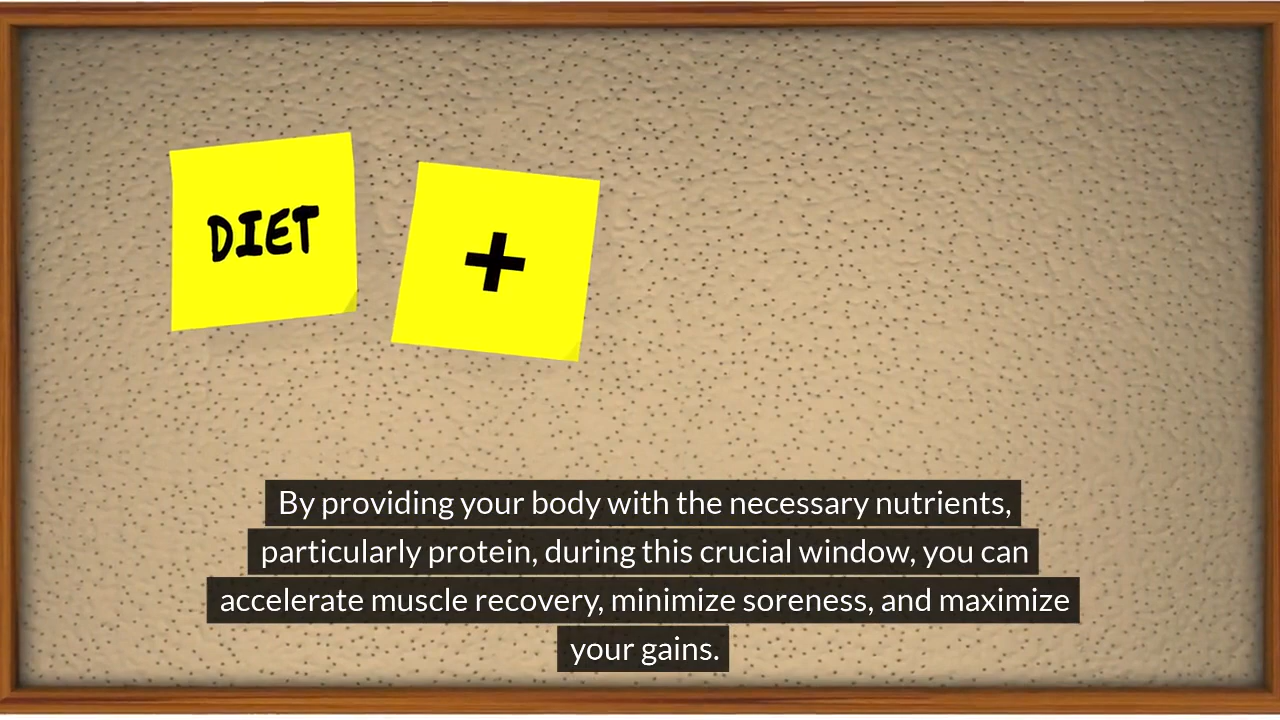 DIET
+
By providing your body with the necessary nutrients,
particularly protein, during this crucial window, you can
accelerate muscle recovery, minimize soreness, and maximize
your gains.